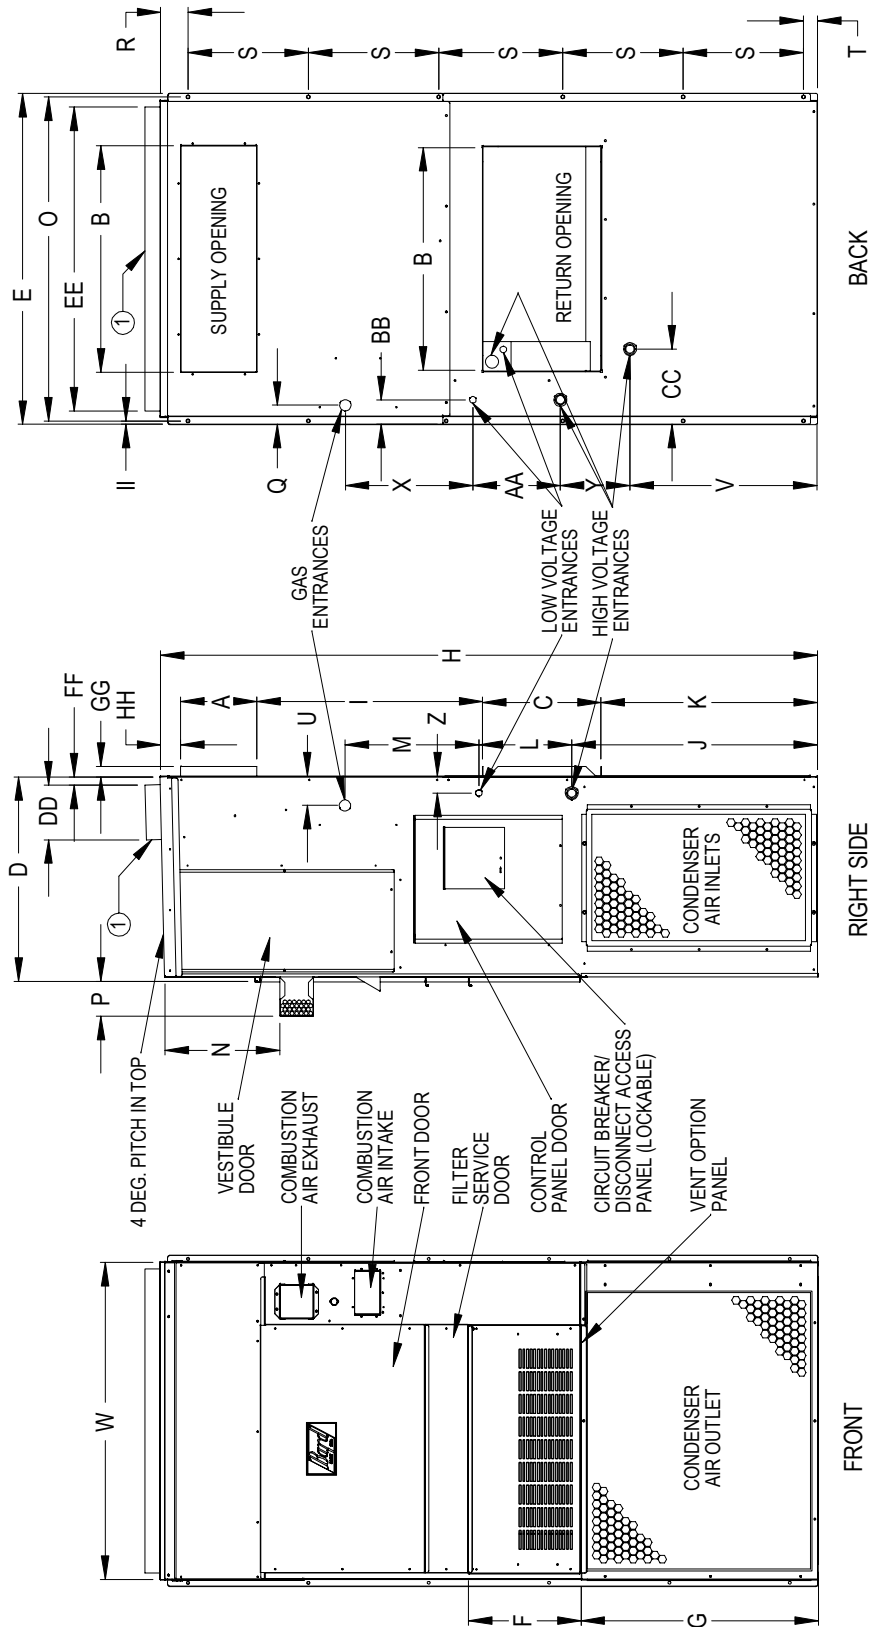 W
F
G
Bard
CONDENSER
AIR OUTLET
FRONT
4 DEG. PITCH IN TOP
VESTIBULE
DOOR
COMBUSTION
AIR EXHAUST
COMBUSTION
AIR INTAKE
FRONT DOOR
FILTER
SERVICE
DOOR
CONTROL
PANEL DOOR
CIRCUIT BREAKER/
DISCONNECT ACCESS
PANEL (LOCKABLE)
VENT OPTION
PANEL
P
N
D
DD
1
FF
GG
HH
A
I
U
M
Z
C
L
K
J
H
CONDENSER
AIR INLETS
RIGHT SIDE
GAS
ENTRANCES
LOW VOLTAGE
ENTRANCES
HIGH VOLTAGE
ENTRANCES
E
O
EE
B
1
II
Q
BB
X
AA
Y
V
CC
SUPPLY OPENING
B
RETURN OPENING
R
S
S
S
S
S
T
BACK